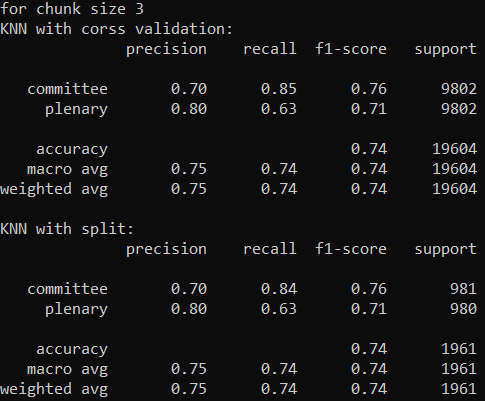 for chunk size 3
KNN with corss validation:
precision recall f1-score support
committee 0.70 0.85 0.76 9802
plenary 0.80 0.63 0.71 9802
accuracy 0.74 19604
macro avg 0.75 0.74 0.74 19604
weighted avg 0.75 0.74 0.74 19604
KNN with split:
precision recall f1-score support
committee 0.70 0.84 0.76 981
plenary 0.80 0.63 0.71 980
accuracy 0.74 1961
macro avg 0.75 0.74 0.74 1961
weighted avg 0.75 0.74 0.74 1961